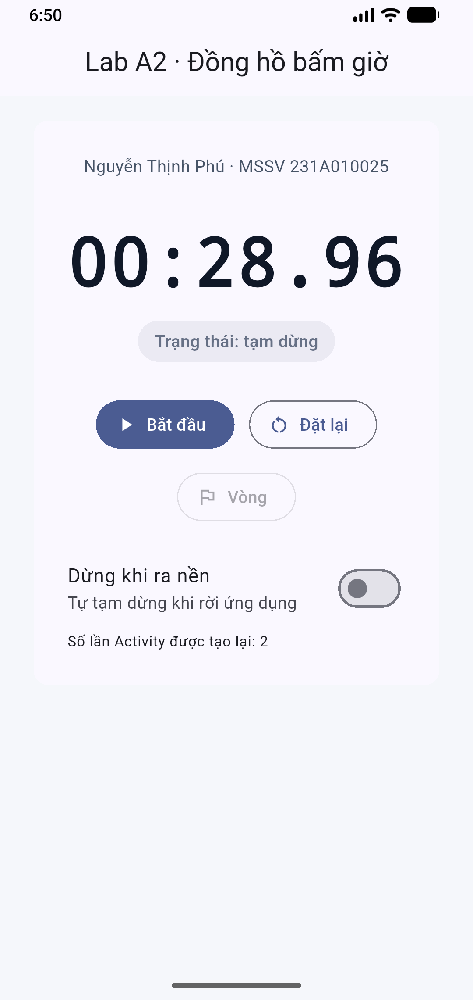 6:50
Lab A2 · Đồng hồ bấm giờ
Nguyễn Thịnh Phú · MSSV 231A010025
00:28.96
Trạng thái: tạm dừng
Bắt đầu
Đặt lại
Vòng
Dừng khi ra nền
Tự tạm dừng khi rời ứng dụng
Số lần Activity được tạo lại: 2